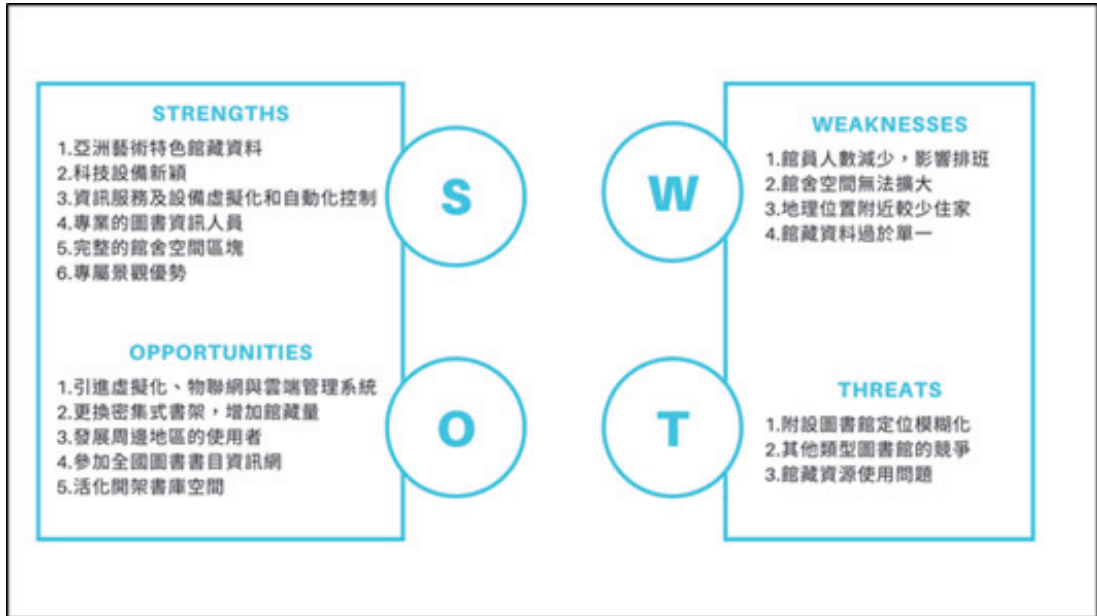 STRENGTHS
1.亞洲藝術特色館藏資料
2.科技設備新穎
3.資訊服務及設備虛擬化和自動化控制
4.專業的圖書資訊人員
5.完整的館舍空間區塊
6.專屬景觀優勢
S
W
WEAKNESSES
1.館員人數減少，影響排班
2.館舍空間無法擴大
3.地理位置附近較少住家
4.館藏資料過於單一
OPPORTUNITIES
1.引進虛擬化、物聯網與雲端管理系統
2.更換密集式書架，增加館藏量
3.發展周邊地區的使用者
4.參加全國圖書書目資訊網
5.活化開架書庫空間
O
T
THREATS
1.附設圖書館定位模糊化
2.其他類型圖書館的競爭
3.館藏資源使用問題